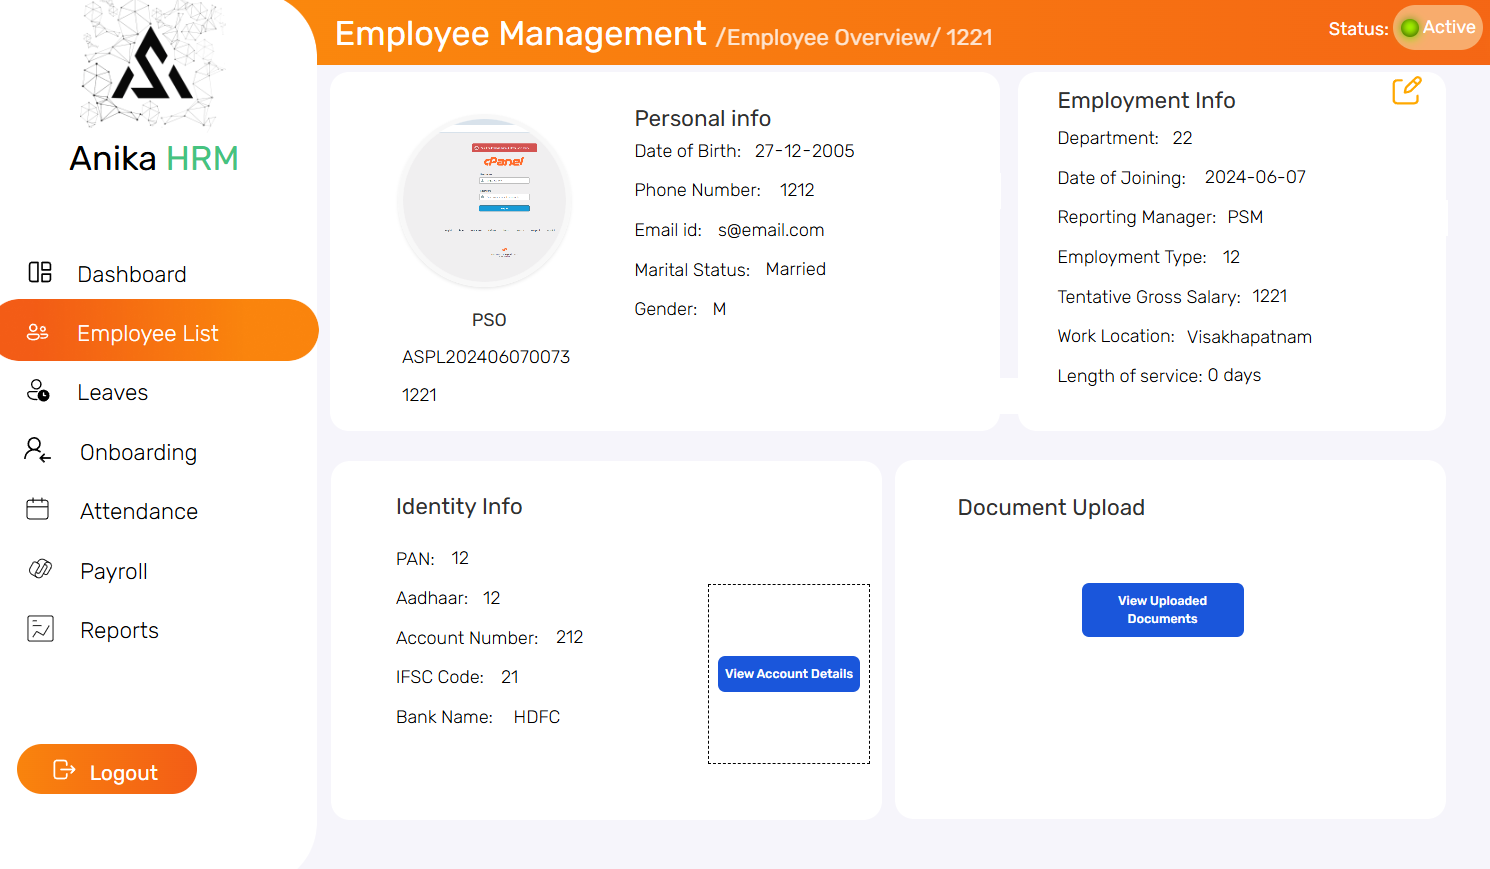 Anika HRM
Dashboard
Employee List
Leaves
Onboarding
Attendance
Payroll
Reports
Logout
Employee Management /Employee Overview/ 1221
Status: Active
cPanel
PSO
ASPL202406070073
1221
Personal info
Date of Birth: 27-12-2005
Phone Number: 1212
Email id: s@email.com
Marital Status: Married
Gender: M
Employment Info
Department: 22
Date of Joining: 2024-06-07
Reporting Manager: PSM
Employment Type: 12
Tentative Gross Salary: 1221
Work Location: Visakhapatnam
Length of service: 0 days
Identity Info
PAN: 12
Aadhaar: 12
Account Number: 212
IFSC Code: 21
Bank Name: HDFC
View Account Details
Document Upload
View Uploaded
Documents